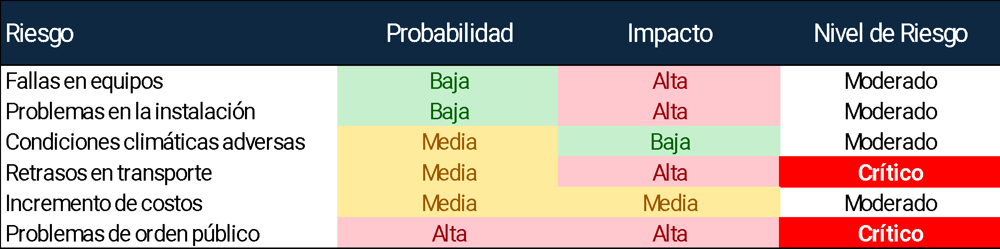 Riesgo Probabilidad Impacto Nivel de Riesgo
Fallas en equipos Baja Alta Moderado
Problemas en la instalación Baja Alta Moderado
Condiciones climáticas adversas Media Baja Moderado
Retrasos en transporte Media Alta Crítico
Incremento de costos Media Media Moderado
Problemas de orden público Alta Alta Crítico